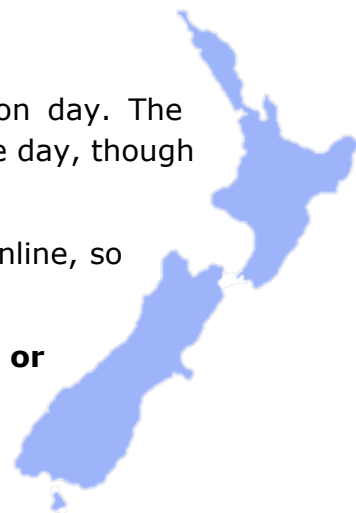 on day. The
e day, though
nline, so
or